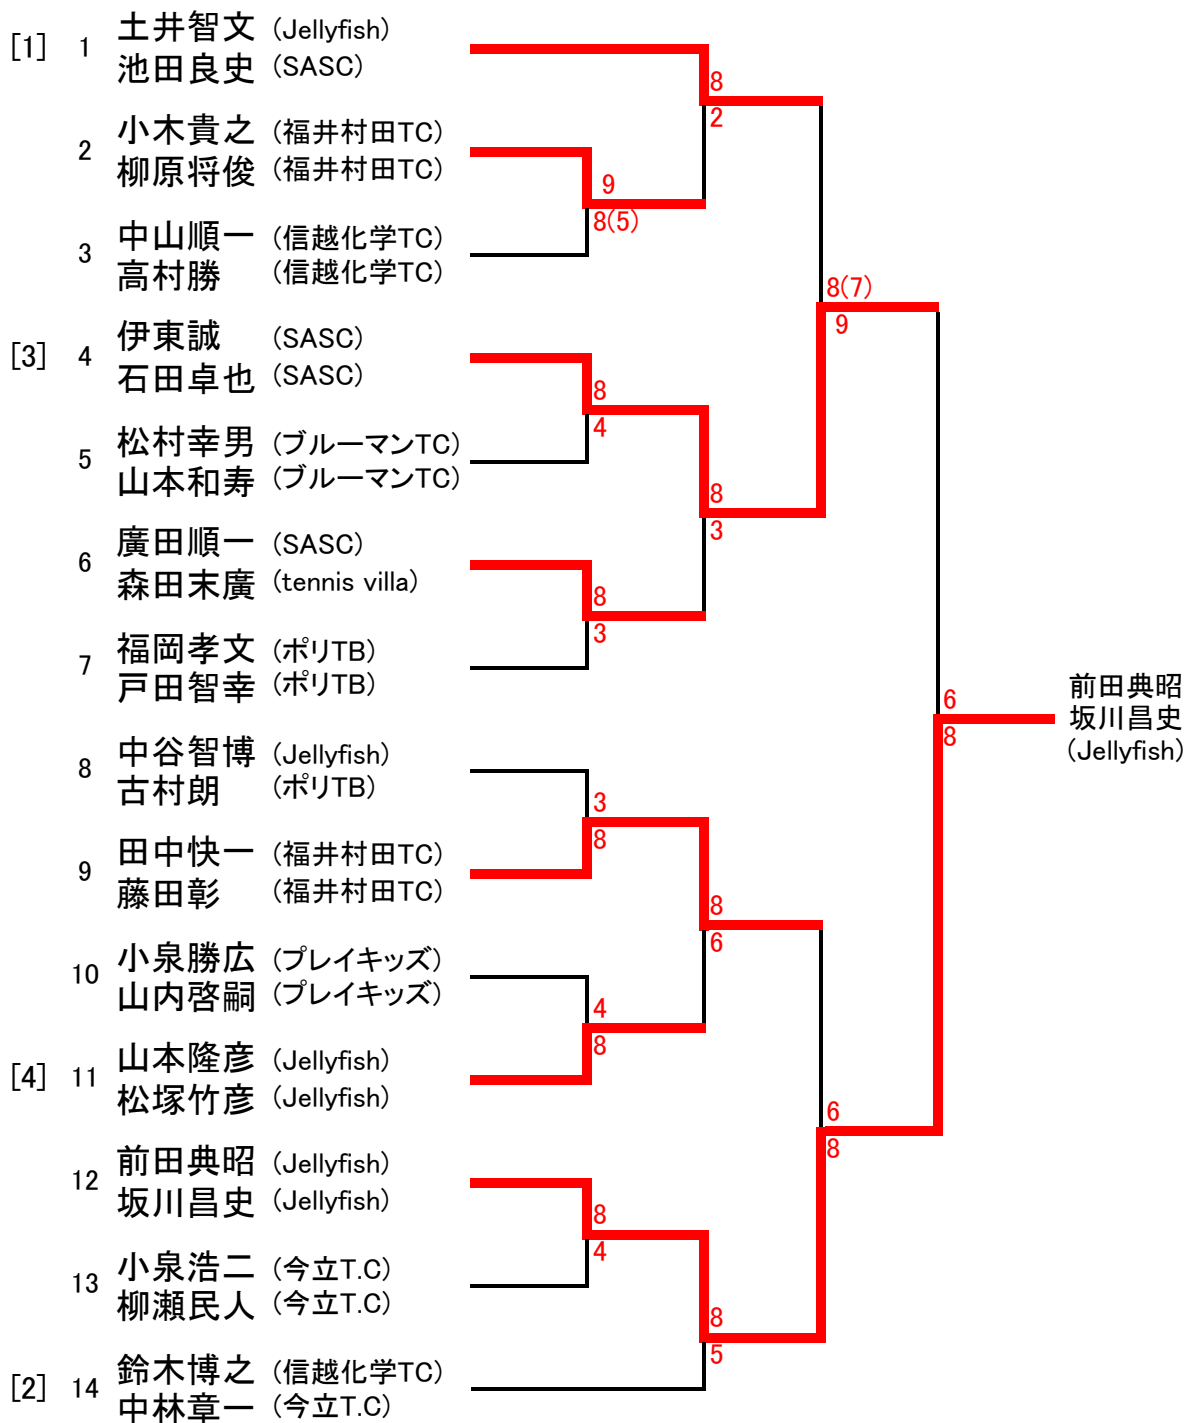 [1] 1 土井智文 (Jellyfish)
池田良史 (SASC)
8
2
2 小木貴之 (福井村田TC)
柳原将俊 (福井村田TC)
9
8(5)
3 中山順一 (信越化学TC)
高村勝 (信越化学TC)
8(7)
9
[3] 4 伊東誠 (SASC)
石田卓也 (SASC)
8
4
5 松村幸男 (ブルーマンTC)
山本和寿 (ブルーマンTC)
8
3
6 廣田順一 (SASC)
森田末廣 (tennis villa)
8
3
7 福岡孝文 (ポリTB)
戸田智幸 (ポリTB)
6
8
前田典昭
坂川昌史
(Jellyfish)
8 中谷智博 (Jellyfish)
古村朗 (ポリTB)
3
8
9 田中快一 (福井村田TC)
藤田彰 (福井村田TC)
8
6
10 小泉勝広 (プレイキッズ)
山内啓嗣 (プレイキッズ)
4
8
[4] 11 山本隆彦 (Jellyfish)
松塚竹彦 (Jellyfish)
6
8
12 前田典昭 (Jellyfish)
坂川昌史 (Jellyfish)
8
4
13 小泉浩二 (今立T.C)
柳瀬民人 (今立T.C)
8
5
[2] 14 鈴木博之 (信越化学TC)
中林章一 (今立T.C)